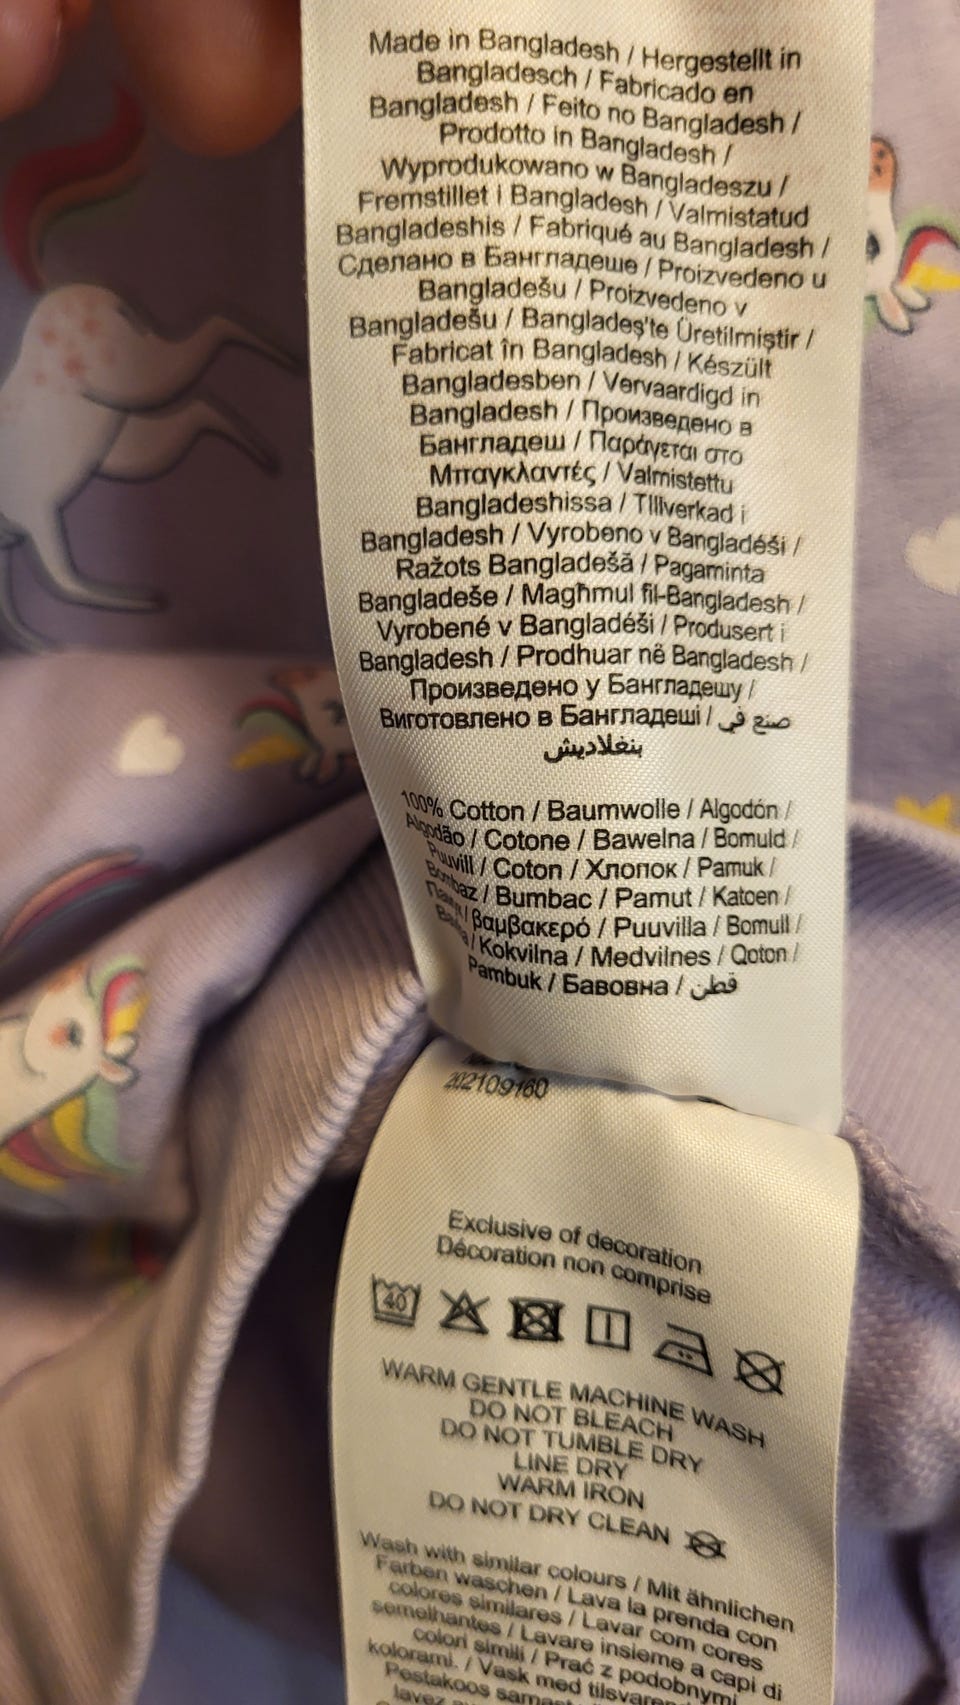 Made in Bangladesh / Hergestellt in
Bangladesch / Fabricado en
Bangladesh / Feito no Bangladesh /
Prodotto in Bangladesh /
Wyprodukowano w Bangladeszu /
Fremstillet i Bangladesh / Valmistatud
Bangladeshis / Fabriqué au Bangladesh /
Сделано в Бангладеше / Proizvedeno u
Bangladešu / Proizvedeno v
Bangladešu / Bangladeş'te Üretilmiştir /
Fabricat în Bangladesh / Készült
Bangladesben / Vervaardigd in
Bangladesh / Произведено в
Бангладеш / Παράγεται στο
Μπαγκλαντές / Valmistettu
Bangladeshissa / Tillverkad i
Bangladesh / Vyrobeno v Bangladéši /
Ražots Bangladešā / Pagaminta
Bangladeše / Magħmul fil-Bangladesh /
Vyrobené v Bangladéši / Produsert i
Bangladesh / Prodhuar në Bangladesh /
Произведено у Бангладешу /
Виготовлено в Бангладеші / صنع في
بنغلاديش
100% Cotton / Baumwolle / Algodón /
Algodão / Cotone / Bawełna / Bomuld /
Puuvill / Coton / Хлопок / Pamuk /
Bombaz / Bumbac / Pamut / Katoen /
/ βαμβακερό / Puuvilla / Bomull /
/ Kokvilna / Medvilnės / Qoton /
Pambuk / Бавовна / قطن
202109160
Exclusive of decoration
Décoration non comprise
40
WARM GENTLE MACHINE WASH
DO NOT BLEACH
DO NOT TUMBLE DRY
LINE DRY
WARM IRON
DO NOT DRY CLEAN
Wash with similar colours / Mit ähnlichen
Farben waschen / Lava la prenda con
colores similares / Lavar com cores
semelhantes / Lavare insieme a capi di
colori simili / Prać z podobnymi
kolorami. / Vask med tilsvarende
Pestakoos
lavez